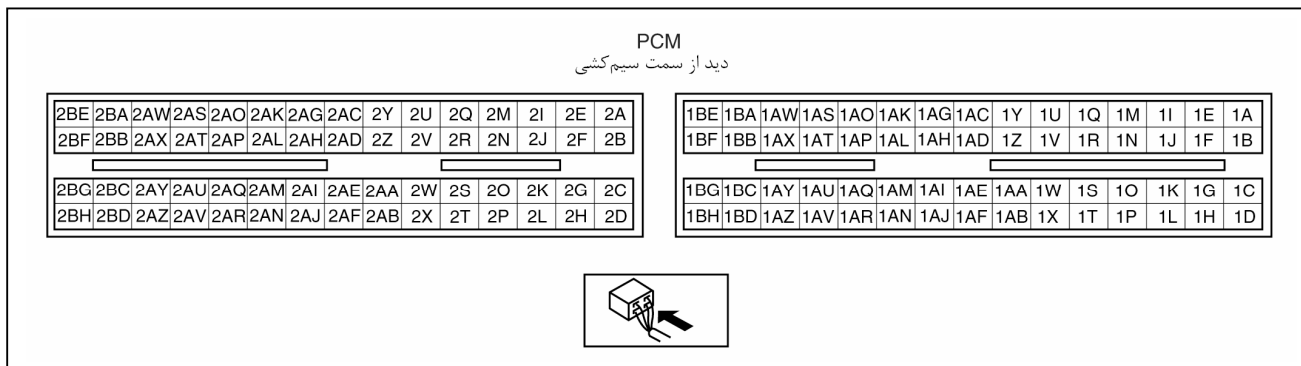 PCM
دید از سمت سیم‌کشی
2BE 2BA 2AW 2AS 2AO 2AK 2AG 2AC 2Y 2U 2Q 2M 2I 2E 2A
2BF 2BB 2AX 2AT 2AP 2AL 2AH 2AD 2Z 2V 2R 2N 2J 2F 2B
2BG 2BC 2AY 2AU 2AQ 2AM 2AI 2AE 2AA 2W 2S 2O 2K 2G 2C
2BH 2BD 2AZ 2AV 2AR 2AN 2AJ 2AF 2AB 2X 2T 2P 2L 2H 2D
1BE 1BA 1AW 1AS 1AO 1AK 1AG 1AC 1Y 1U 1Q 1M 1I 1E 1A
1BF 1BB 1AX 1AT 1AP 1AL 1AH 1AD 1Z 1V 1R 1N 1J 1F 1B
1BG 1BC 1AY 1AU 1AQ 1AM 1AI 1AE 1AA 1W 1S 1O 1K 1G 1C
1BH 1BD 1AZ 1AV 1AR 1AN 1AJ 1AF 1AB 1X 1T 1P 1L 1H 1D